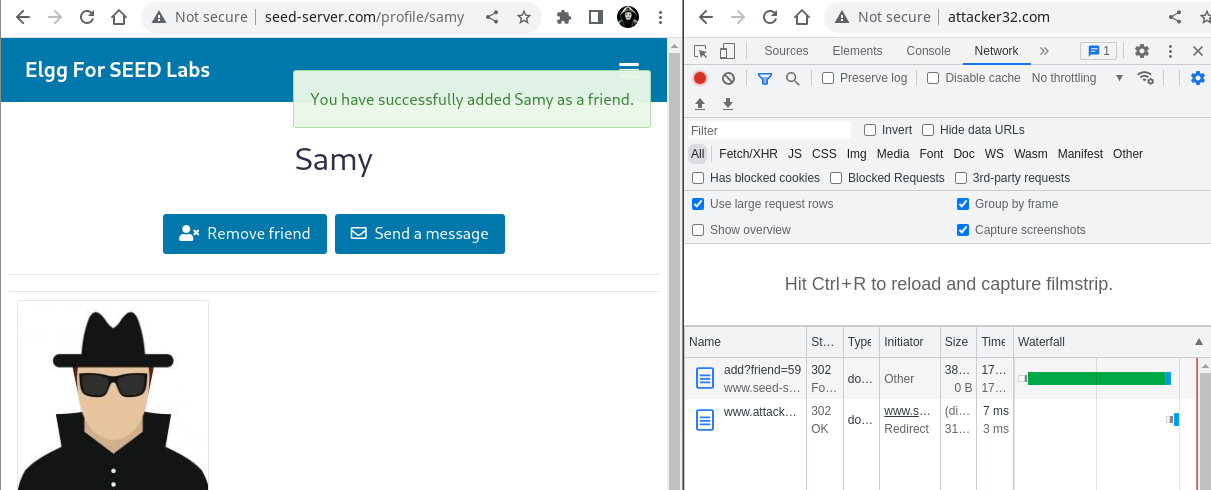 Not secure | seed-server.com/profile/samy
Elgg For SEED Labs
You have successfully added Samy as a friend.
Samy
Remove friend
Send a message
Not secure | attacker32.com
Sources Elements Console Network » 1
Preserve log Disable cache No throttling
Filter
Invert Hide data URLs
All Fetch/XHR JS CSS Img Media Font Doc WS Wasm Manifest Other
Has blocked cookies Blocked Requests 3rd-party requests
Use large request rows Group by frame
Show overview Capture screenshots
Hit Ctrl+R to reload and capture filmstrip.
Name St… Type Initiator Size Time Waterfall
add?friend=59 302 do… Other 38… 17…
www.seed-s… Fo… 0 B 17…
www.attack… 302 do… www.s… (di… 7 ms
OK Redirect 31… 3 ms